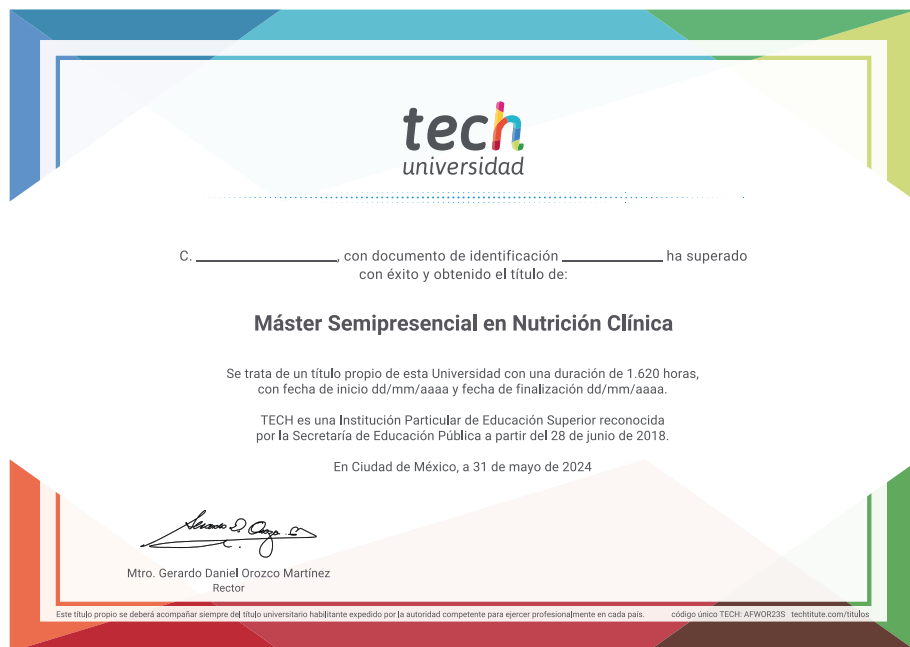 tech
universidad
C. ____________, con documento de identificación ____________ ha superado
con éxito y obtenido el título de:
Máster Semipresencial en Nutrición Clínica
Se trata de un título propio de esta Universidad con una duración de 1.620 horas,
con fecha de inicio dd/mm/aaaa y fecha de finalización dd/mm/aaaa.
TECH es una Institución Particular de Educación Superior reconocida
por la Secretaría de Educación Pública a partir del 28 de junio de 2018.
En Ciudad de México, a 31 de mayo de 2024
Mtro. Gerardo Daniel Orozco Martínez
Rector
Este título propio se deberá acompañar siempre del título universitario habilitante expedido por la autoridad competente para ejercer profesionalmente en cada país. código único TECH: AFWOR23S techtitute.com/titulos